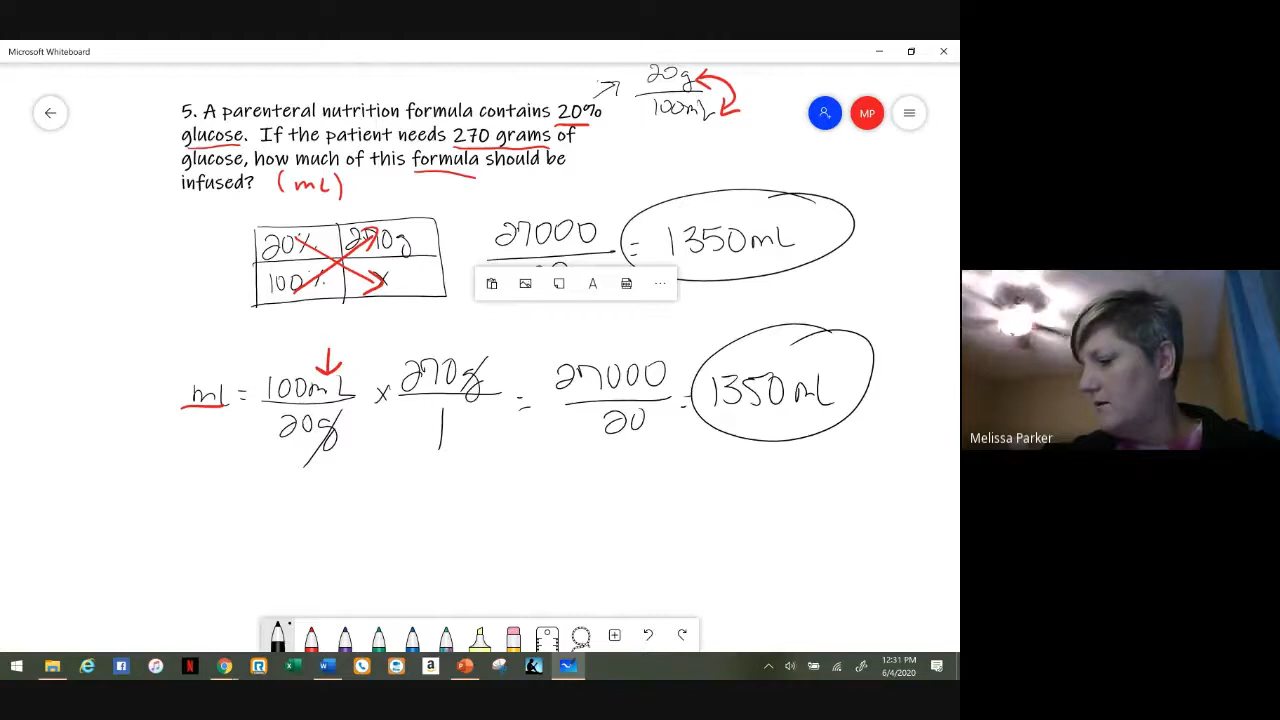 Microsoft Whiteboard
20g
100mL
5. A parenteral nutrition formula contains 20%
glucose. If the patient needs 270 grams of
glucose, how much of this formula should be
infused? (mL)
MP
20% 270g
100% x
27000
= 1350mL
A
mL = 100mL x 270g = 27000 = 1350mL
20g 1 20
Melissa Parker
12:31 PM
6/4/2020